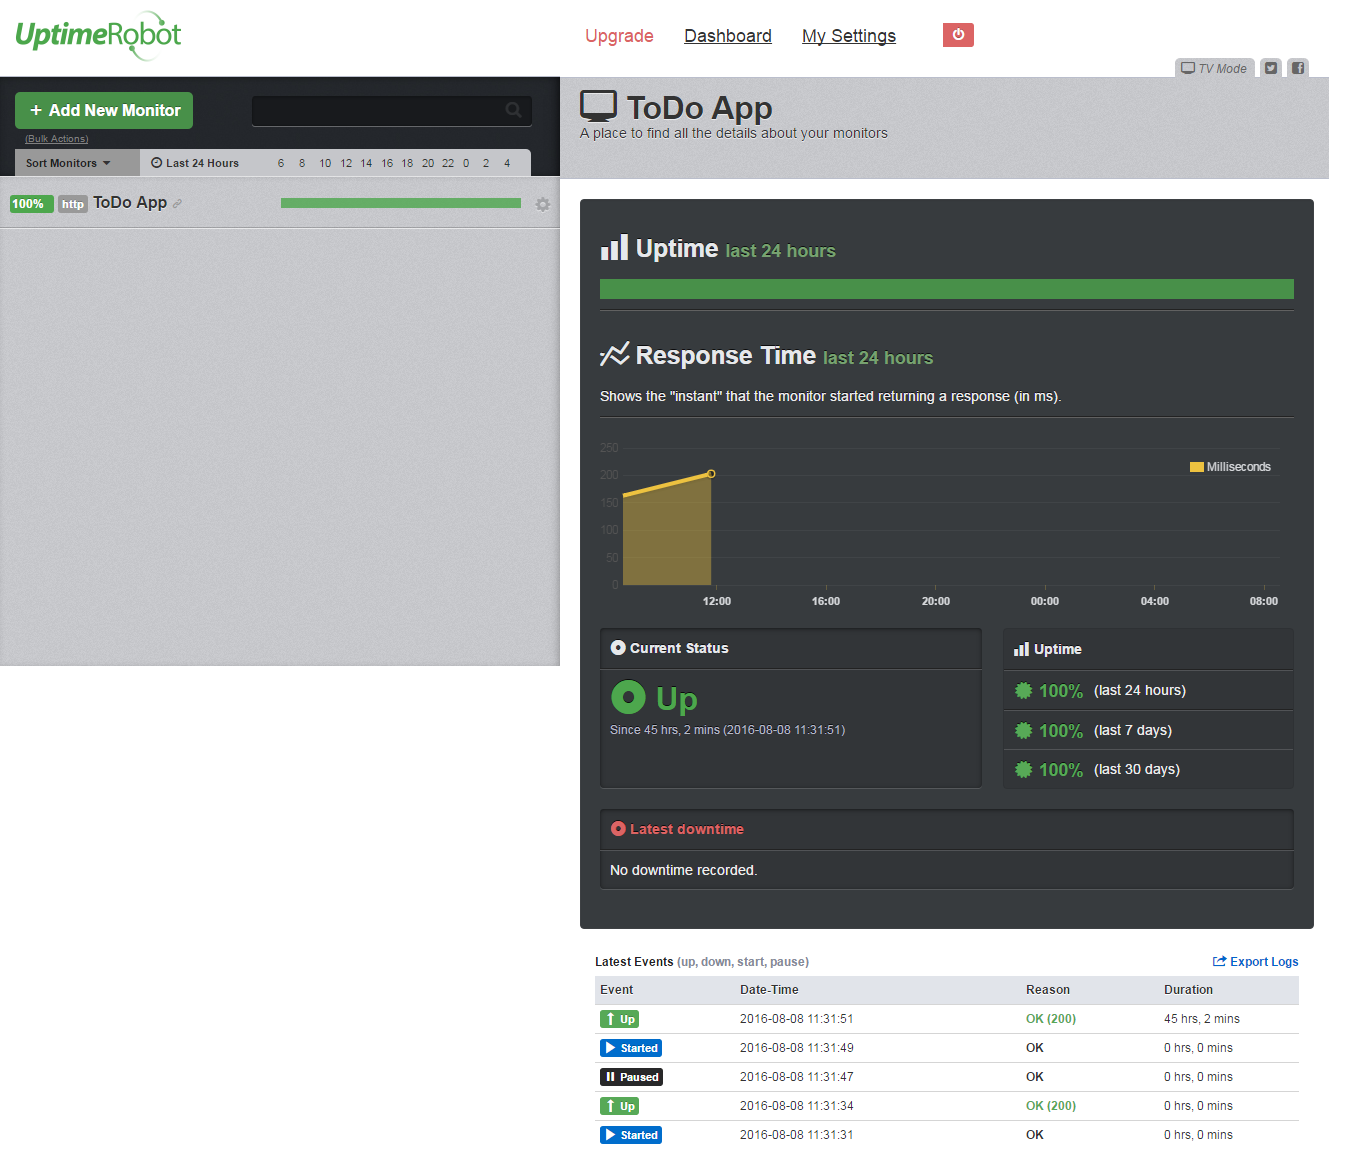 UptimeRobot
Upgrade Dashboard My Settings
TV Mode
+ Add New Monitor
(Bulk Actions)
Sort Monitors
Last 24 Hours 6 8 10 12 14 16 18 20 22 0 2 4
100% http ToDo App
ToDo App
A place to find all the details about your monitors
Uptime last 24 hours
Response Time last 24 hours
Shows the "instant" that the monitor started returning a response (in ms).
250
200
150
100
50
0
Milliseconds
12:00 16:00 20:00 00:00 04:00 08:00
Current Status
Up
Since 45 hrs, 2 mins (2016-08-08 11:31:51)
Uptime
100% (last 24 hours)
100% (last 7 days)
100% (last 30 days)
Latest downtime
No downtime recorded.
Latest Events (up, down, start, pause) Export Logs
Event Date-Time Reason Duration
Up 2016-08-08 11:31:51 OK (200) 45 hrs, 2 mins
Started 2016-08-08 11:31:49 OK 0 hrs, 0 mins
Paused 2016-08-08 11:31:47 OK 0 hrs, 0 mins
Up 2016-08-08 11:31:34 OK (200) 0 hrs, 0 mins
Started 2016-08-08 11:31:31 OK 0 hrs, 0 mins